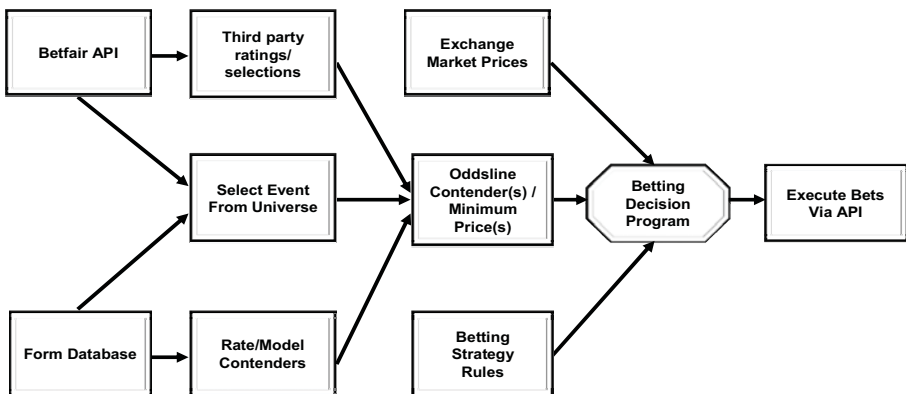 Betfair API
Third party
ratings/
selections
Exchange
Market Prices
Select Event
From Universe
Oddsline
Contender(s) /
Minimum
Price(s)
Betting
Decision
Program
Execute Bets
Via API
Form Database
Rate/Model
Contenders
Betting
Strategy
Rules